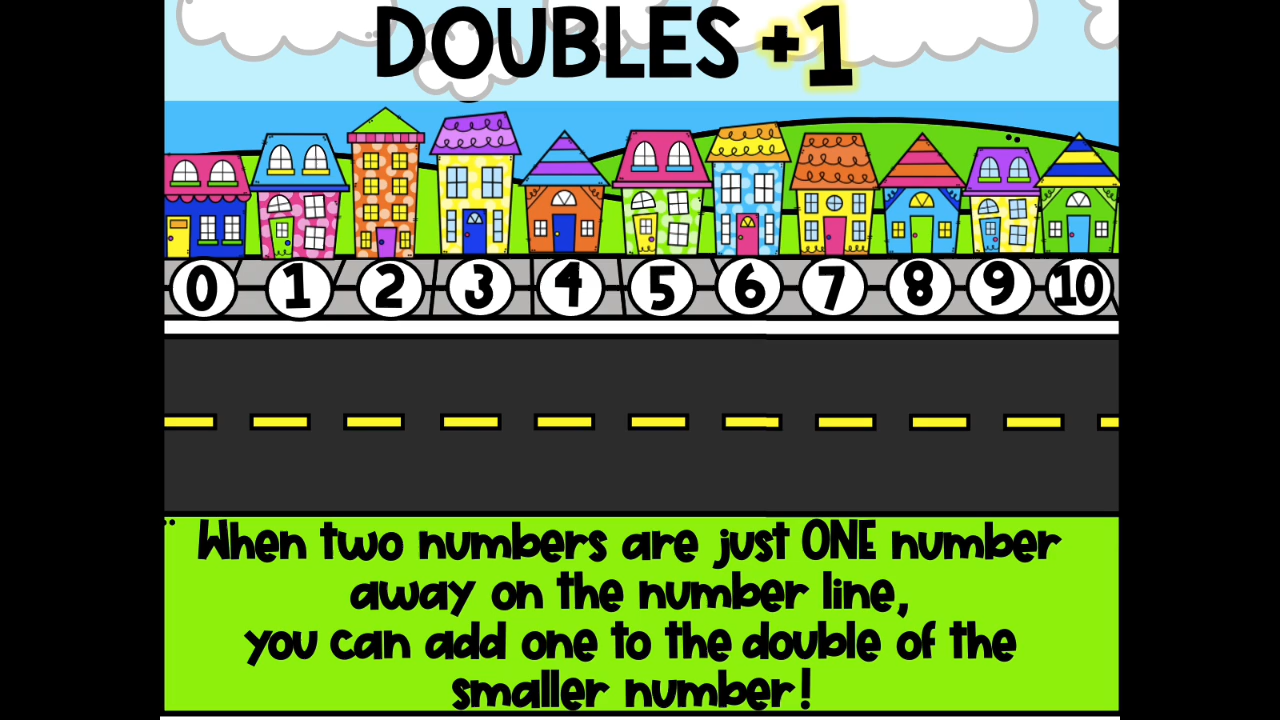 DOUBLES +1
0 1 2 3 4 5 6 7 8 9 10
When two numbers are just ONE number
away on the number line,
you can add one to the double of the
smaller number!